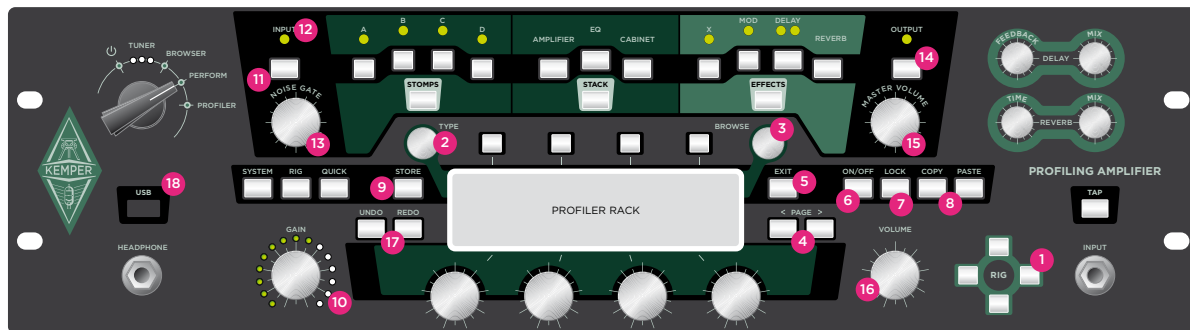 INPUT
12
11
NOISE GATE
13
A
B
C
D
STOMPS
AMPLIFIER
EQ
CABINET
STACK
X
MOD
DELAY
REVERB
EFFECTS
OUTPUT
14
MASTER VOLUME
15
TUNER
BROWSER
PERFORM
PROFILER
KEMPER
FEEDBACK
MIX
DELAY
TIME
MIX
REVERB
TYPE
2
BROWSE
3
SYSTEM
RIG
QUICK
STORE
9
PROFILER RACK
EXIT
5
ON/OFF
LOCK
COPY
PASTE
6
7
8
PROFILING AMPLIFIER
TAP
USB
18
UNDO
REDO
17
< PAGE >
4
HEADPHONE
GAIN
10
VOLUME
16
RIG
1
INPUT